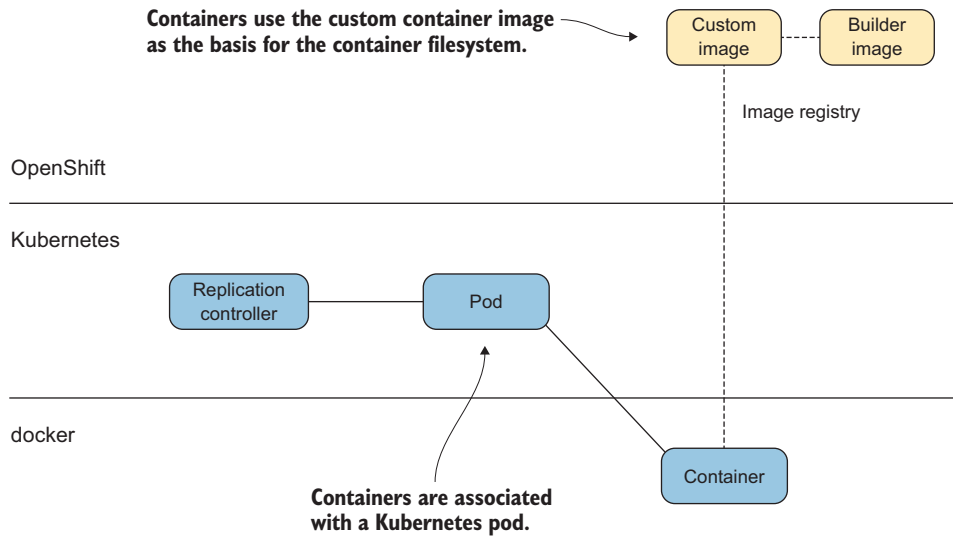 Containers use the custom container image
as the basis for the container filesystem.
Custom
image
Builder
image
Image registry
OpenShift
Kubernetes
Replication
controller
Pod
docker
Container
Containers are associated
with a Kubernetes pod.